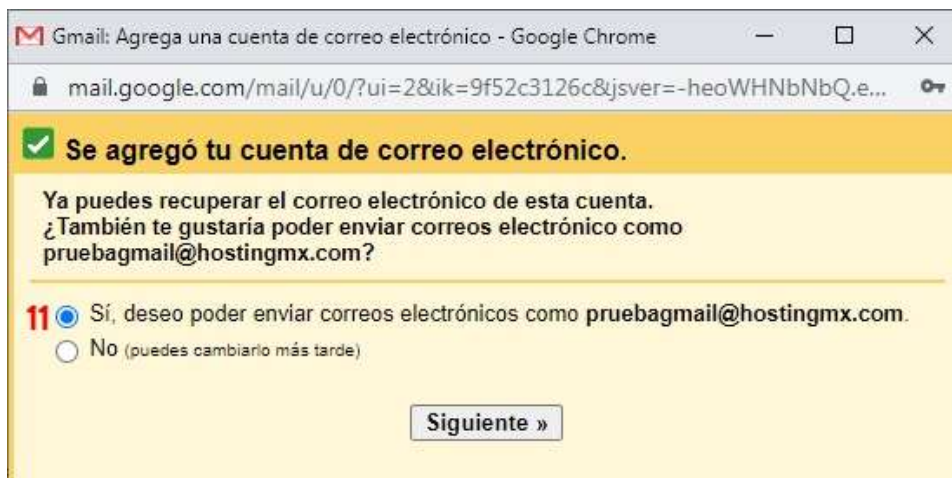 Gmail: Agrega una cuenta de correo electrónico - Google Chrome
mail.google.com/mail/u/0/?ui=2&ik=9f52c3126c&jsver=-heoWHNbNbQ.e...
Se agregó tu cuenta de correo electrónico.
Ya puedes recuperar el correo electrónico de esta cuenta.
¿También te gustaría poder enviar correos electrónico como
pruebagmail@hostingmx.com?
11 Sí, deseo poder enviar correos electrónicos como pruebagmail@hostingmx.com.
No (puedes cambiarlo más tarde)
Siguiente »